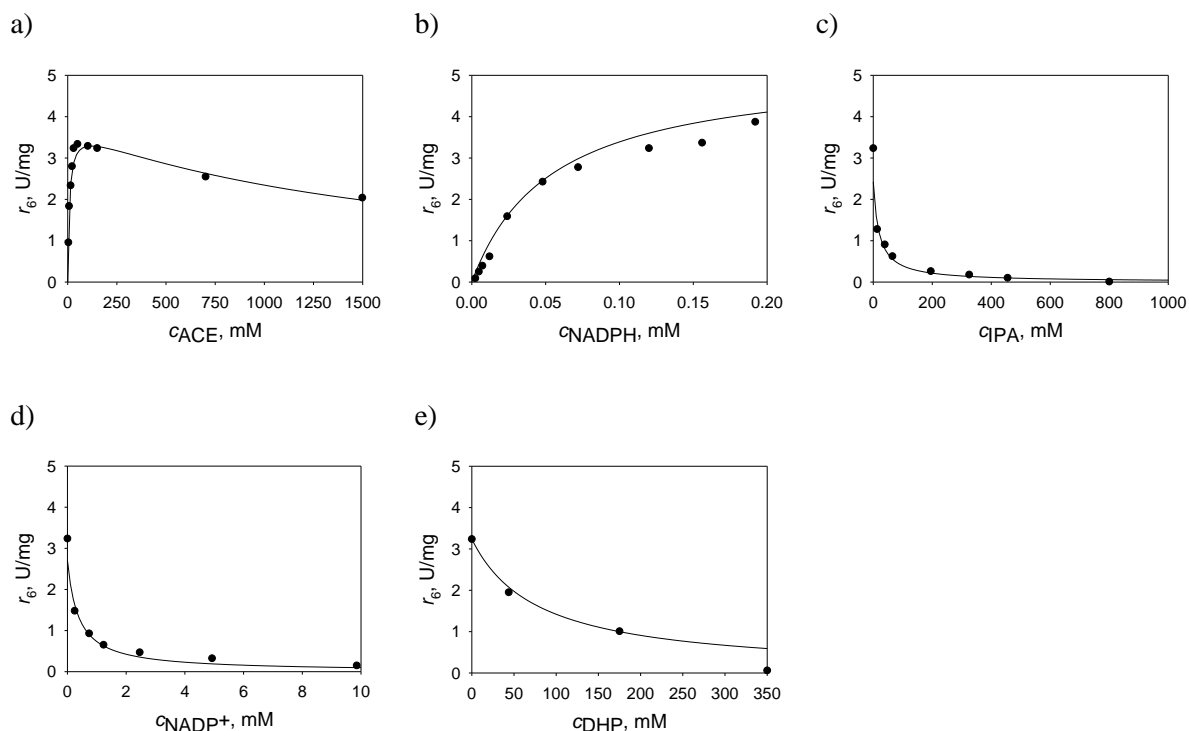 a)
b)
c)
5
4
3
2
1
0
r6, U/mg
0 250 500 750 1000 1250 1500
cACE, mM
5
4
3
2
1
0
r6, U/mg
0.00 0.05 0.10 0.15 0.20
cNADPH, mM
5
4
3
2
1
0
r6, U/mg
0 200 400 600 800 1000
cIPA, mM
d)
e)
5
4
3
2
1
0
r6, U/mg
0 2 4 6 8 10
cNADP+, mM
5
4
3
2
1
0
r6, U/mg
0 50 100 150 200 250 300 350
cDHP, mM